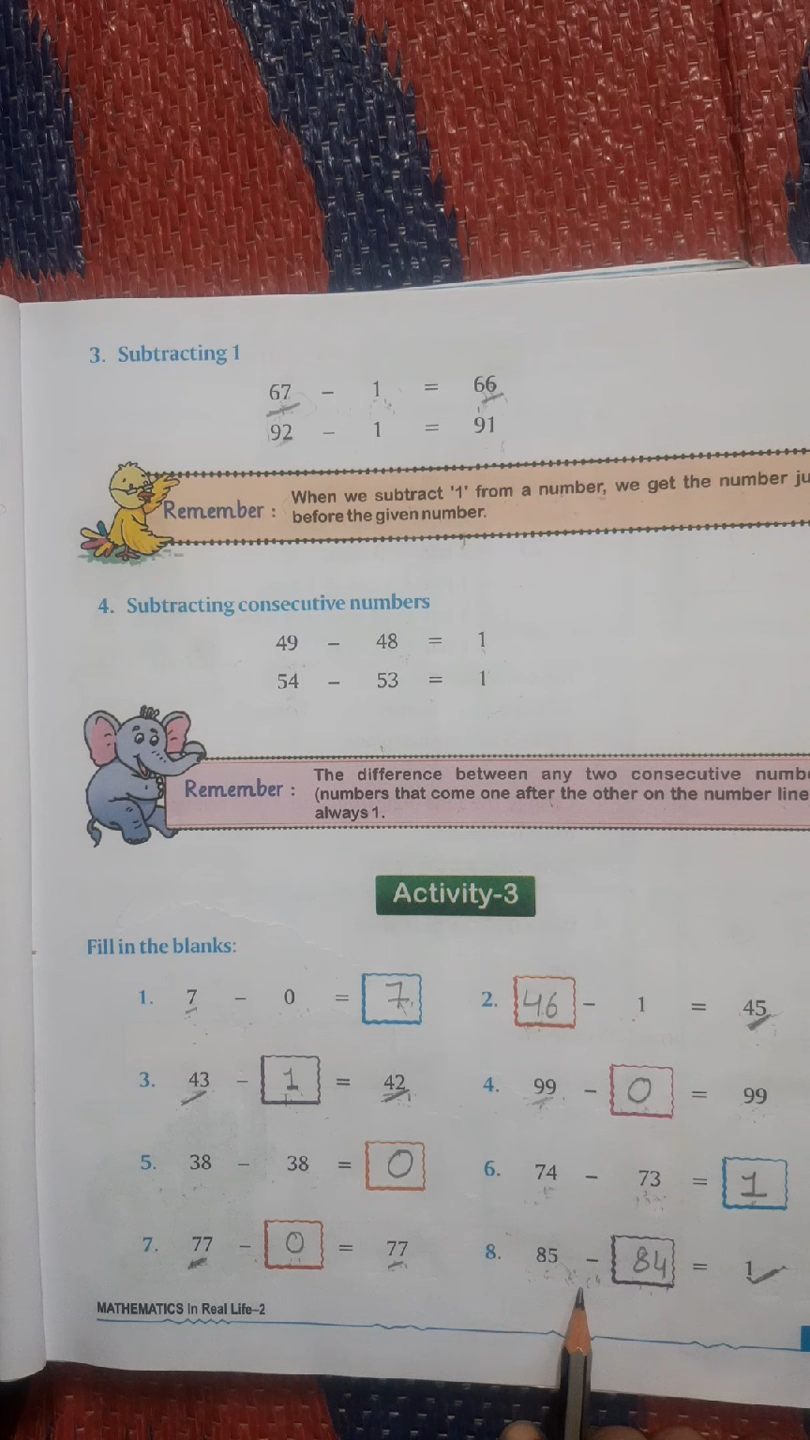 3. Subtracting 1
67 - 1 = 66
92 - 1 = 91
Remember : When we subtract '1' from a number, we get the number
before the given number.
4. Subtracting consecutive numbers
49 - 48 = 1
54 - 53 = 1
Remember : The difference between any two consecutive
(numbers that come one after the other on the number line
always 1.
Activity-3
Fill in the blanks:
1. 7 - 0 = 7 2. 46 - 1 = 45
3. 43 - 1 = 42 4. 99 - 0 = 99
5. 38 - 38 = 0 6. 74 - 73 = 1
7. 77 - 0 = 77 8. 85 - 84 = 1
MATHEMATICS In Real Life-2